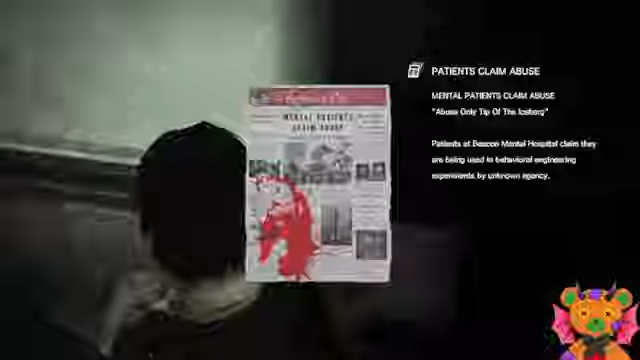 PATIENTS CLAIM ABUSE
MENTAL PATIENTS CLAIM ABUSE
"Abuse Only Tip Of The Iceberg"
Patients at Beacon Mental Hospital claim they
are being used in behavioral engineering
experiments by unknown agency.
MENTAL PATIENTS
CLAIM ABUSE